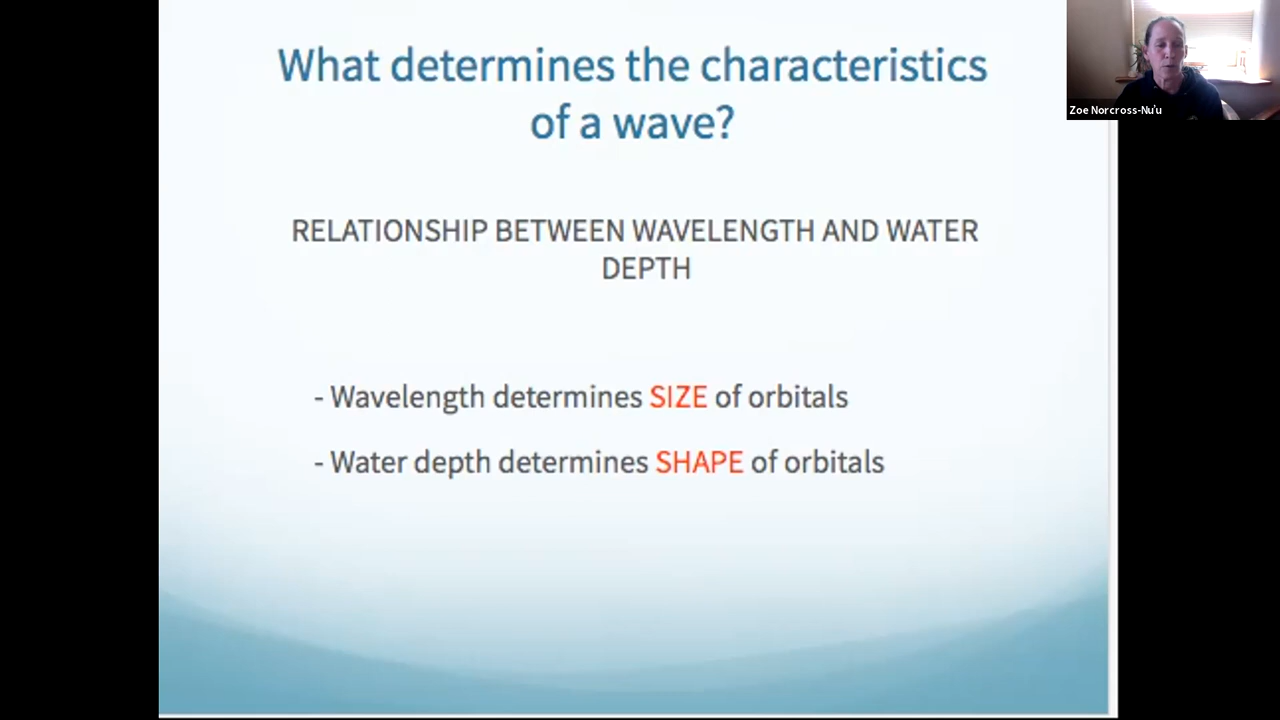 What determines the characteristics
of a wave?
Zoe Norcross-Nu'u
RELATIONSHIP BETWEEN WAVELENGTH AND WATER
DEPTH
- Wavelength determines SIZE of orbitals
- Water depth determines SHAPE of orbitals